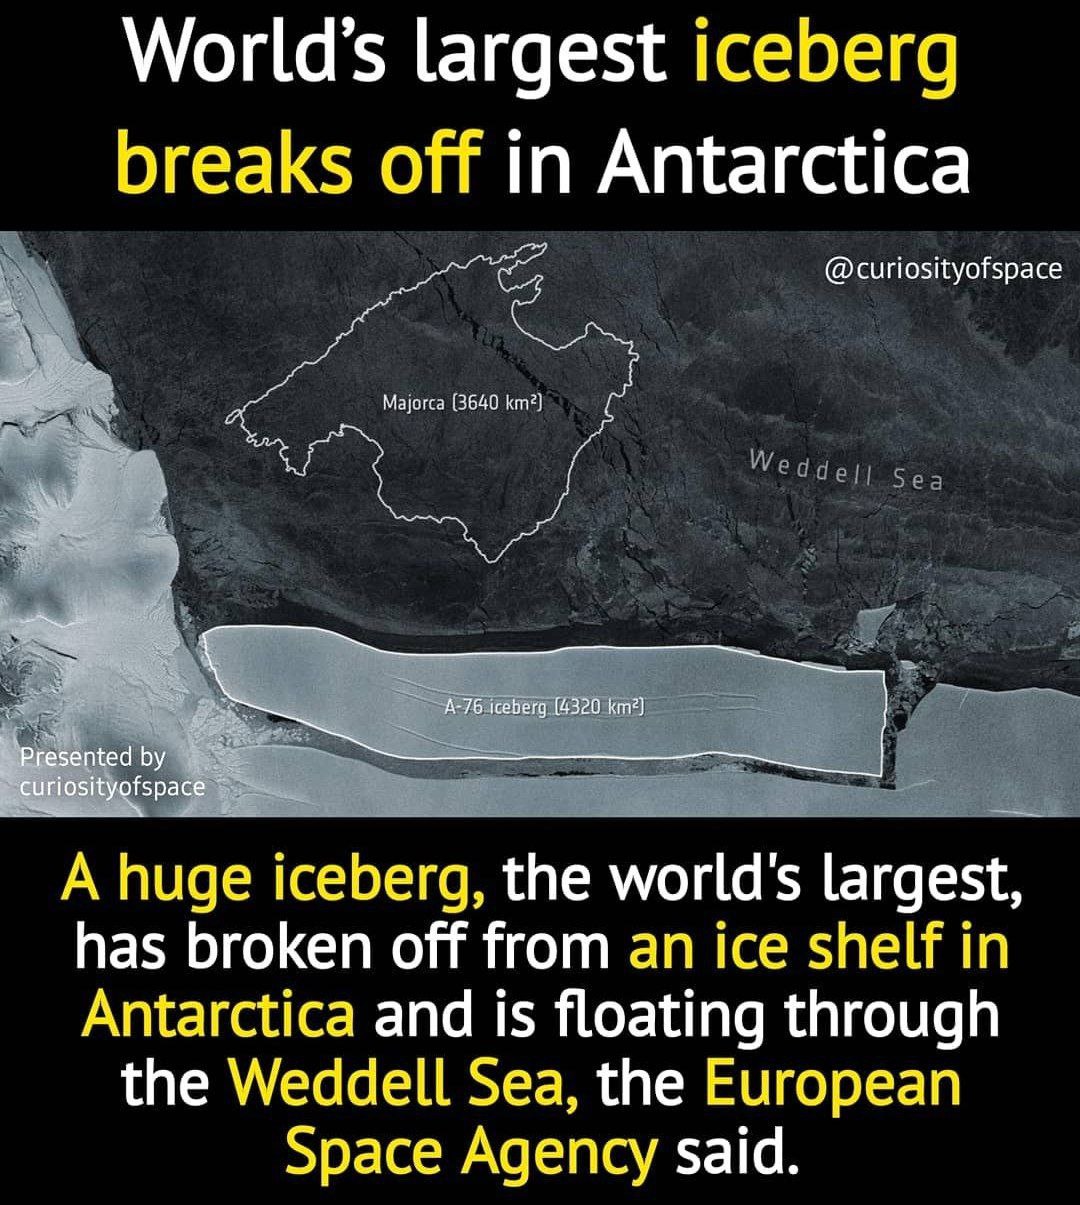 World’s largest iceberg
breaks off in Antarctica
@curiosityofspace
Majorca (3640 km²)
Weddell Sea
A-76 iceberg (4320 km²)
Presented by
curiosityofspace
A huge iceberg, the world's largest,
has broken off from an ice shelf in
Antarctica and is floating through
the Weddell Sea, the European
Space Agency said.